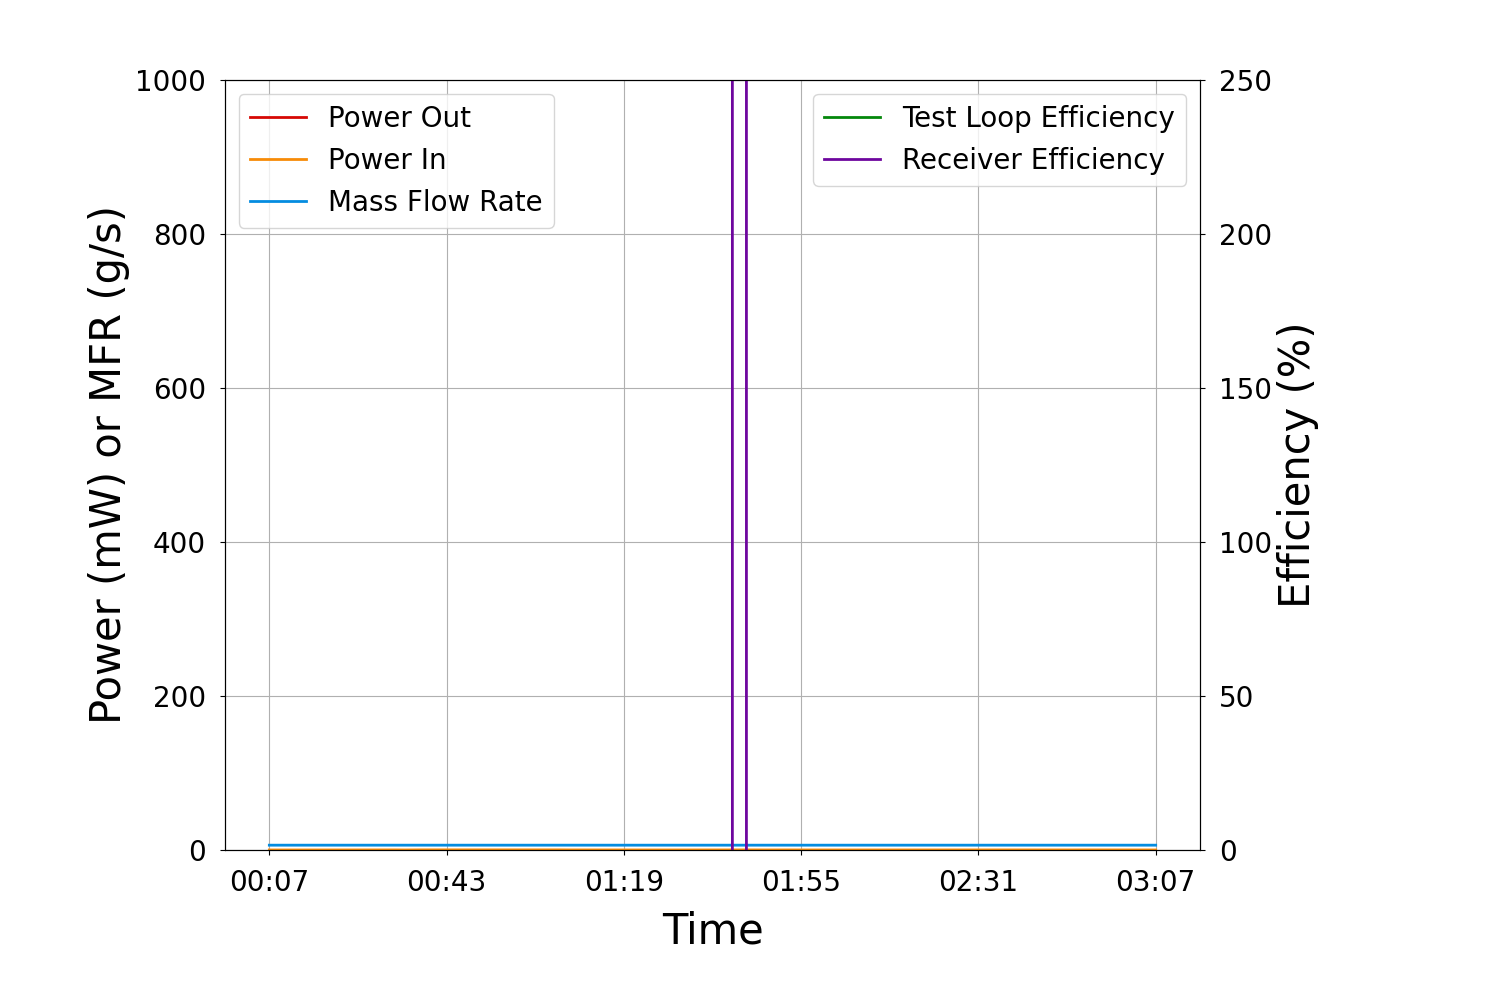 1000
800
600
400
200
0
Power (mW) or MFR (g/s)
Power Out
Power In
Mass Flow Rate
Test Loop Efficiency
Receiver Efficiency
250
200
150
100
50
0
Efficiency (%)
00:07 00:43 01:19 01:55 02:31 03:07
Time